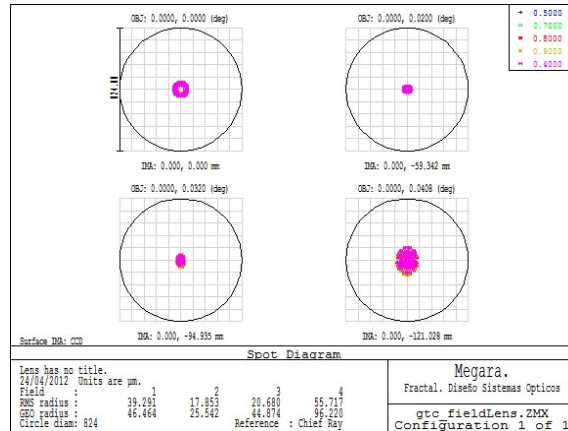 OBJ: 0.0000, 0.0000 (deg)
OBJ: 0.0000, 0.0200 (deg)
0.5000
0.7000
0.8000
0.9000
0.4000
824.00
IMA: 0.000, 0.000 mm
IMA: 0.000, -59.342 mm
OBJ: 0.0000, 0.0320 (deg)
OBJ: 0.0000, 0.0408 (deg)
IMA: 0.000, -94.935 mm
IMA: 0.000, -121.028 mm
Surface IMA: CCD
Spot Diagram
Lens has no title.
24/04/2012 Units are µm.
Field : 1 2 3 4
RMS radius : 39.291 17.853 20.680 55.717
GEO radius : 46.464 25.542 44.874 96.220
Circle diam: 824 Reference : Chief Ray
Megara.
Fractal. Diseño Sistemas Opticos
gtc_fieldLens.ZMX
Configuration 1 of 1